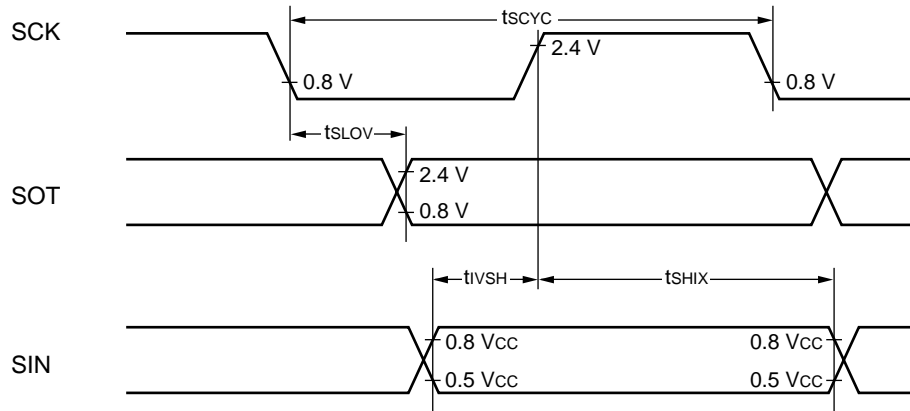 tSCYC
SCK
2.4 V
0.8 V
0.8 V
tSLOV
SOT
2.4 V
0.8 V
tIVSH
tSHIX
SIN
0.8 VCC
0.8 VCC
0.5 VCC
0.5 VCC